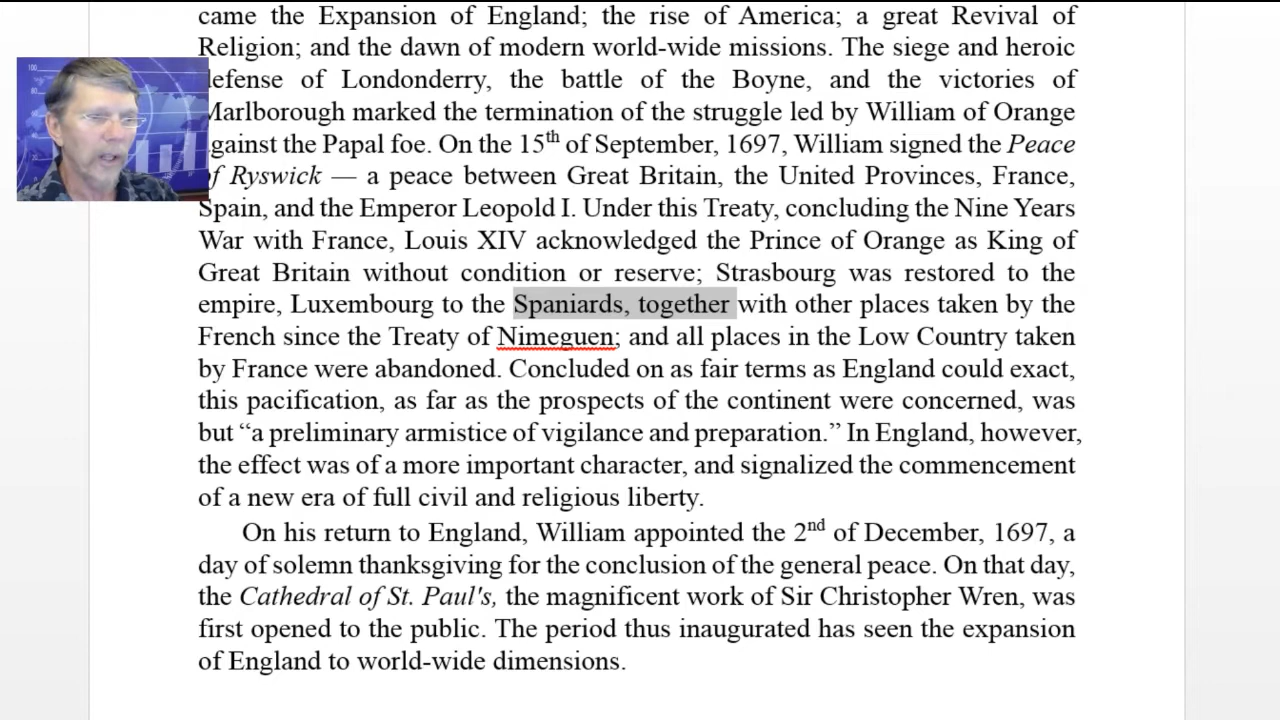 came the Expansion of England; the rise of America; a great Revival of
Religion; and the dawn of modern world-wide missions. The siege and heroic
defense of Londonderry, the battle of the Boyne, and the victories of
Marlborough marked the termination of the struggle led by William of Orange
against the Papal foe. On the 15th of September, 1697, William signed the Peace
of Ryswick — a peace between Great Britain, the United Provinces, France,
Spain, and the Emperor Leopold I. Under this Treaty, concluding the Nine Years
War with France, Louis XIV acknowledged the Prince of Orange as King of
Great Britain without condition or reserve; Strasbourg was restored to the
empire, Luxembourg to the Spaniards, together with other places taken by the
French since the Treaty of Nimeguen; and all places in the Low Country taken
by France were abandoned. Concluded on as fair terms as England could exact,
this pacification, as far as the prospects of the continent were concerned, was
but “a preliminary armistice of vigilance and preparation.” In England, however,
the effect was of a more important character, and signalized the commencement
of a new era of full civil and religious liberty.
On his return to England, William appointed the 2nd of December, 1697, a
day of solemn thanksgiving for the conclusion of the general peace. On that day,
the Cathedral of St. Paul's, the magnificent work of Sir Christopher Wren, was
first opened to the public. The period thus inaugurated has seen the expansion
of England to world-wide dimensions.